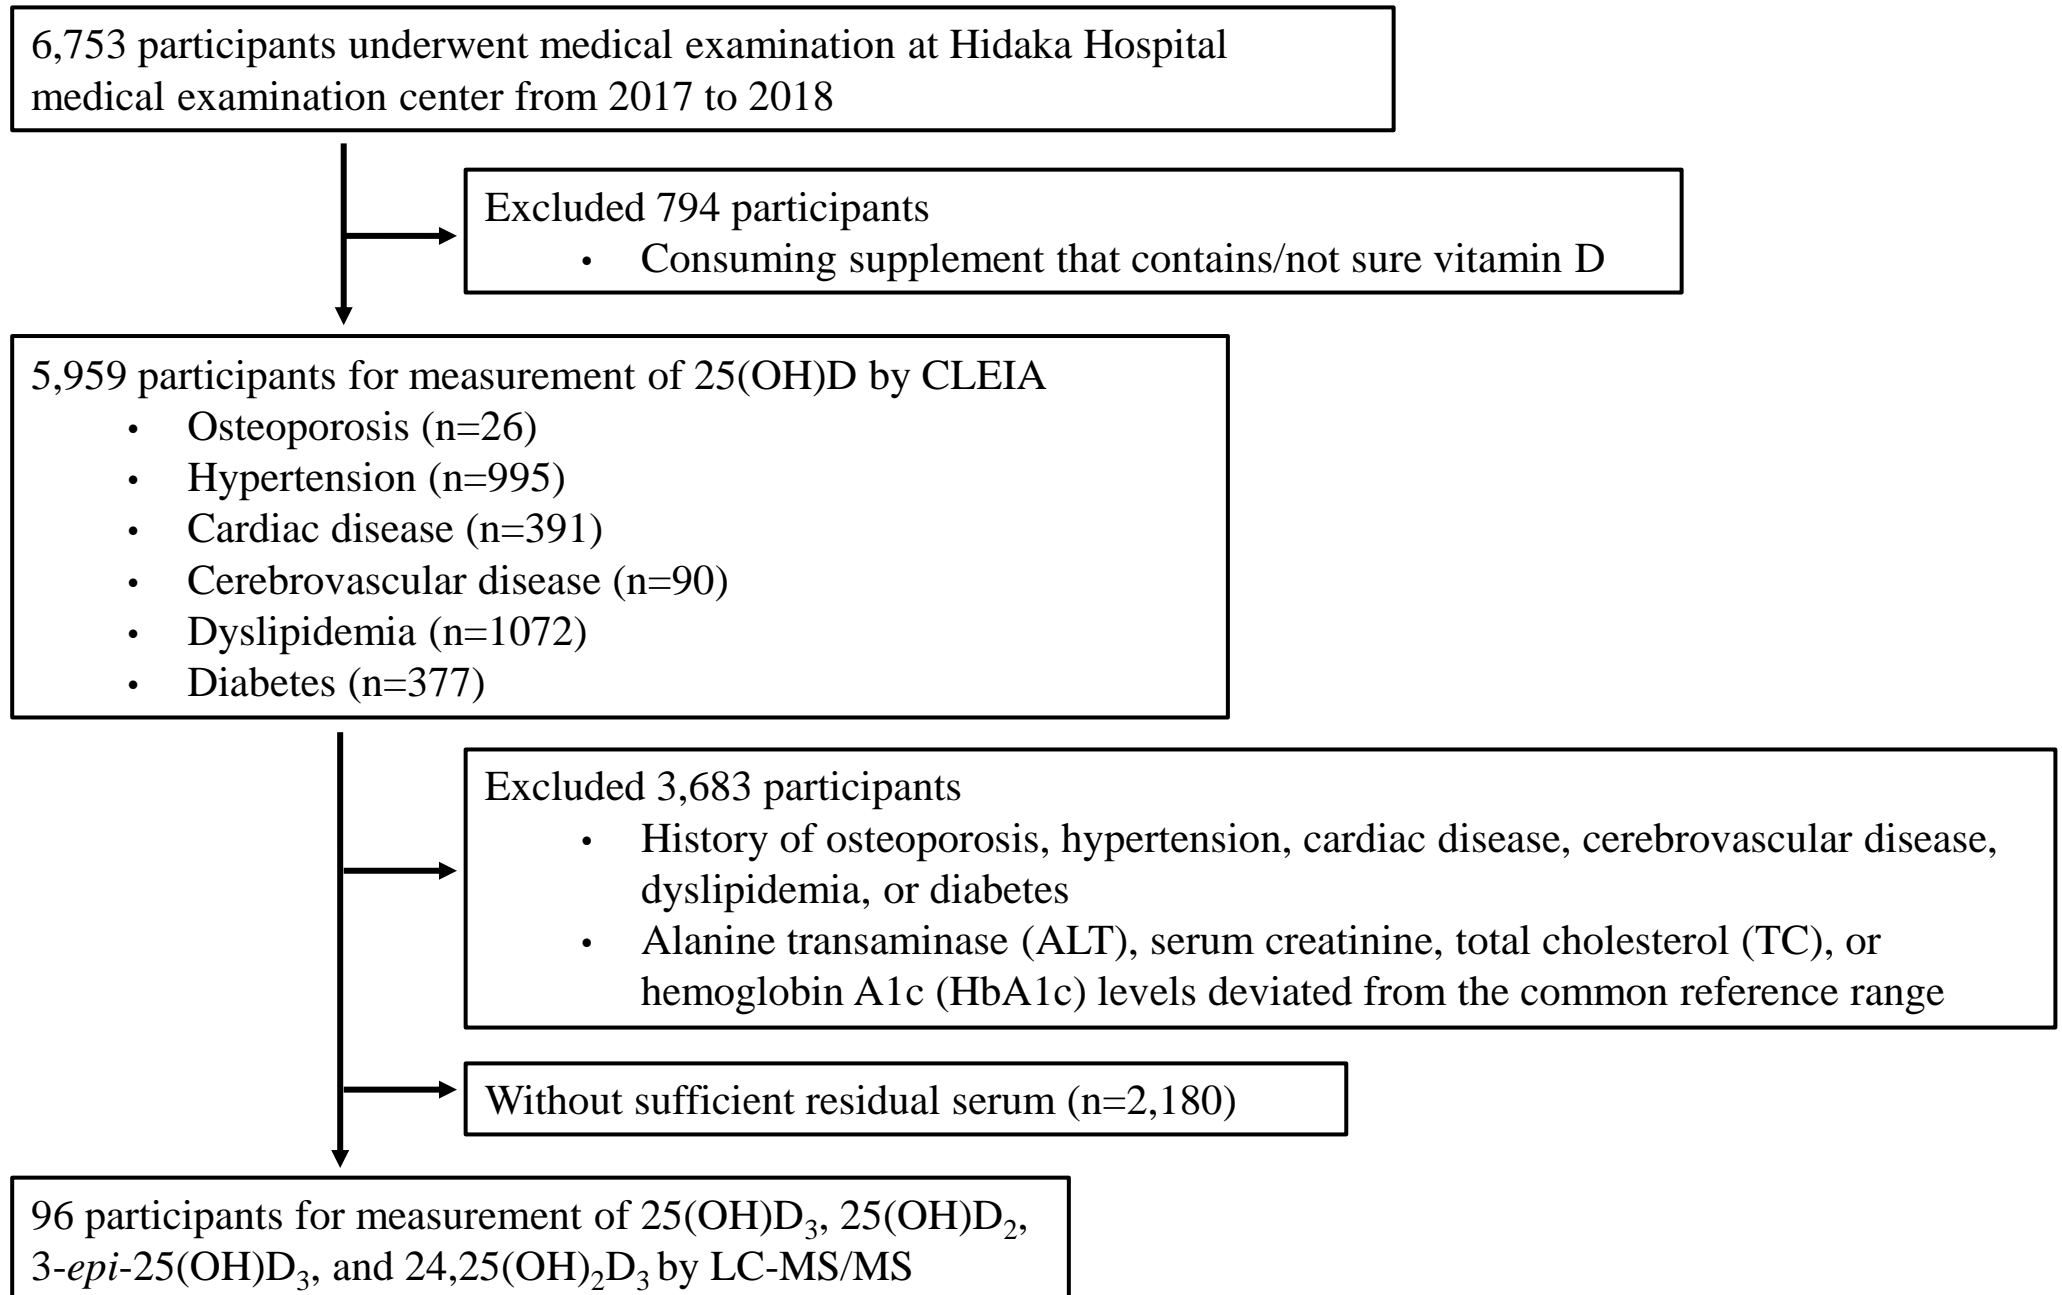 6,753 participants underwent medical examination at Hidaka Hospital
medical examination center from 2017 to 2018
Excluded 794 participants
• Consuming supplement that contains/not sure vitamin D
5,959 participants for measurement of 25(OH)D by CLEIA
• Osteoporosis (n=26)
• Hypertension (n=995)
• Cardiac disease (n=391)
• Cerebrovascular disease (n=90)
• Dyslipidemia (n=1072)
• Diabetes (n=377)
Excluded 3,683 participants
• History of osteoporosis, hypertension, cardiac disease, cerebrovascular disease,
dyslipidemia, or diabetes
• Alanine transaminase (ALT), serum creatinine, total cholesterol (TC), or
hemoglobin A1c (HbA1c) levels deviated from the common reference range
Without sufficient residual serum (n=2,180)
96 participants for measurement of 25(OH)D₃, 25(OH)D₂,
3-epi-25(OH)D₃, and 24,25(OH)₂D₃ by LC-MS/MS